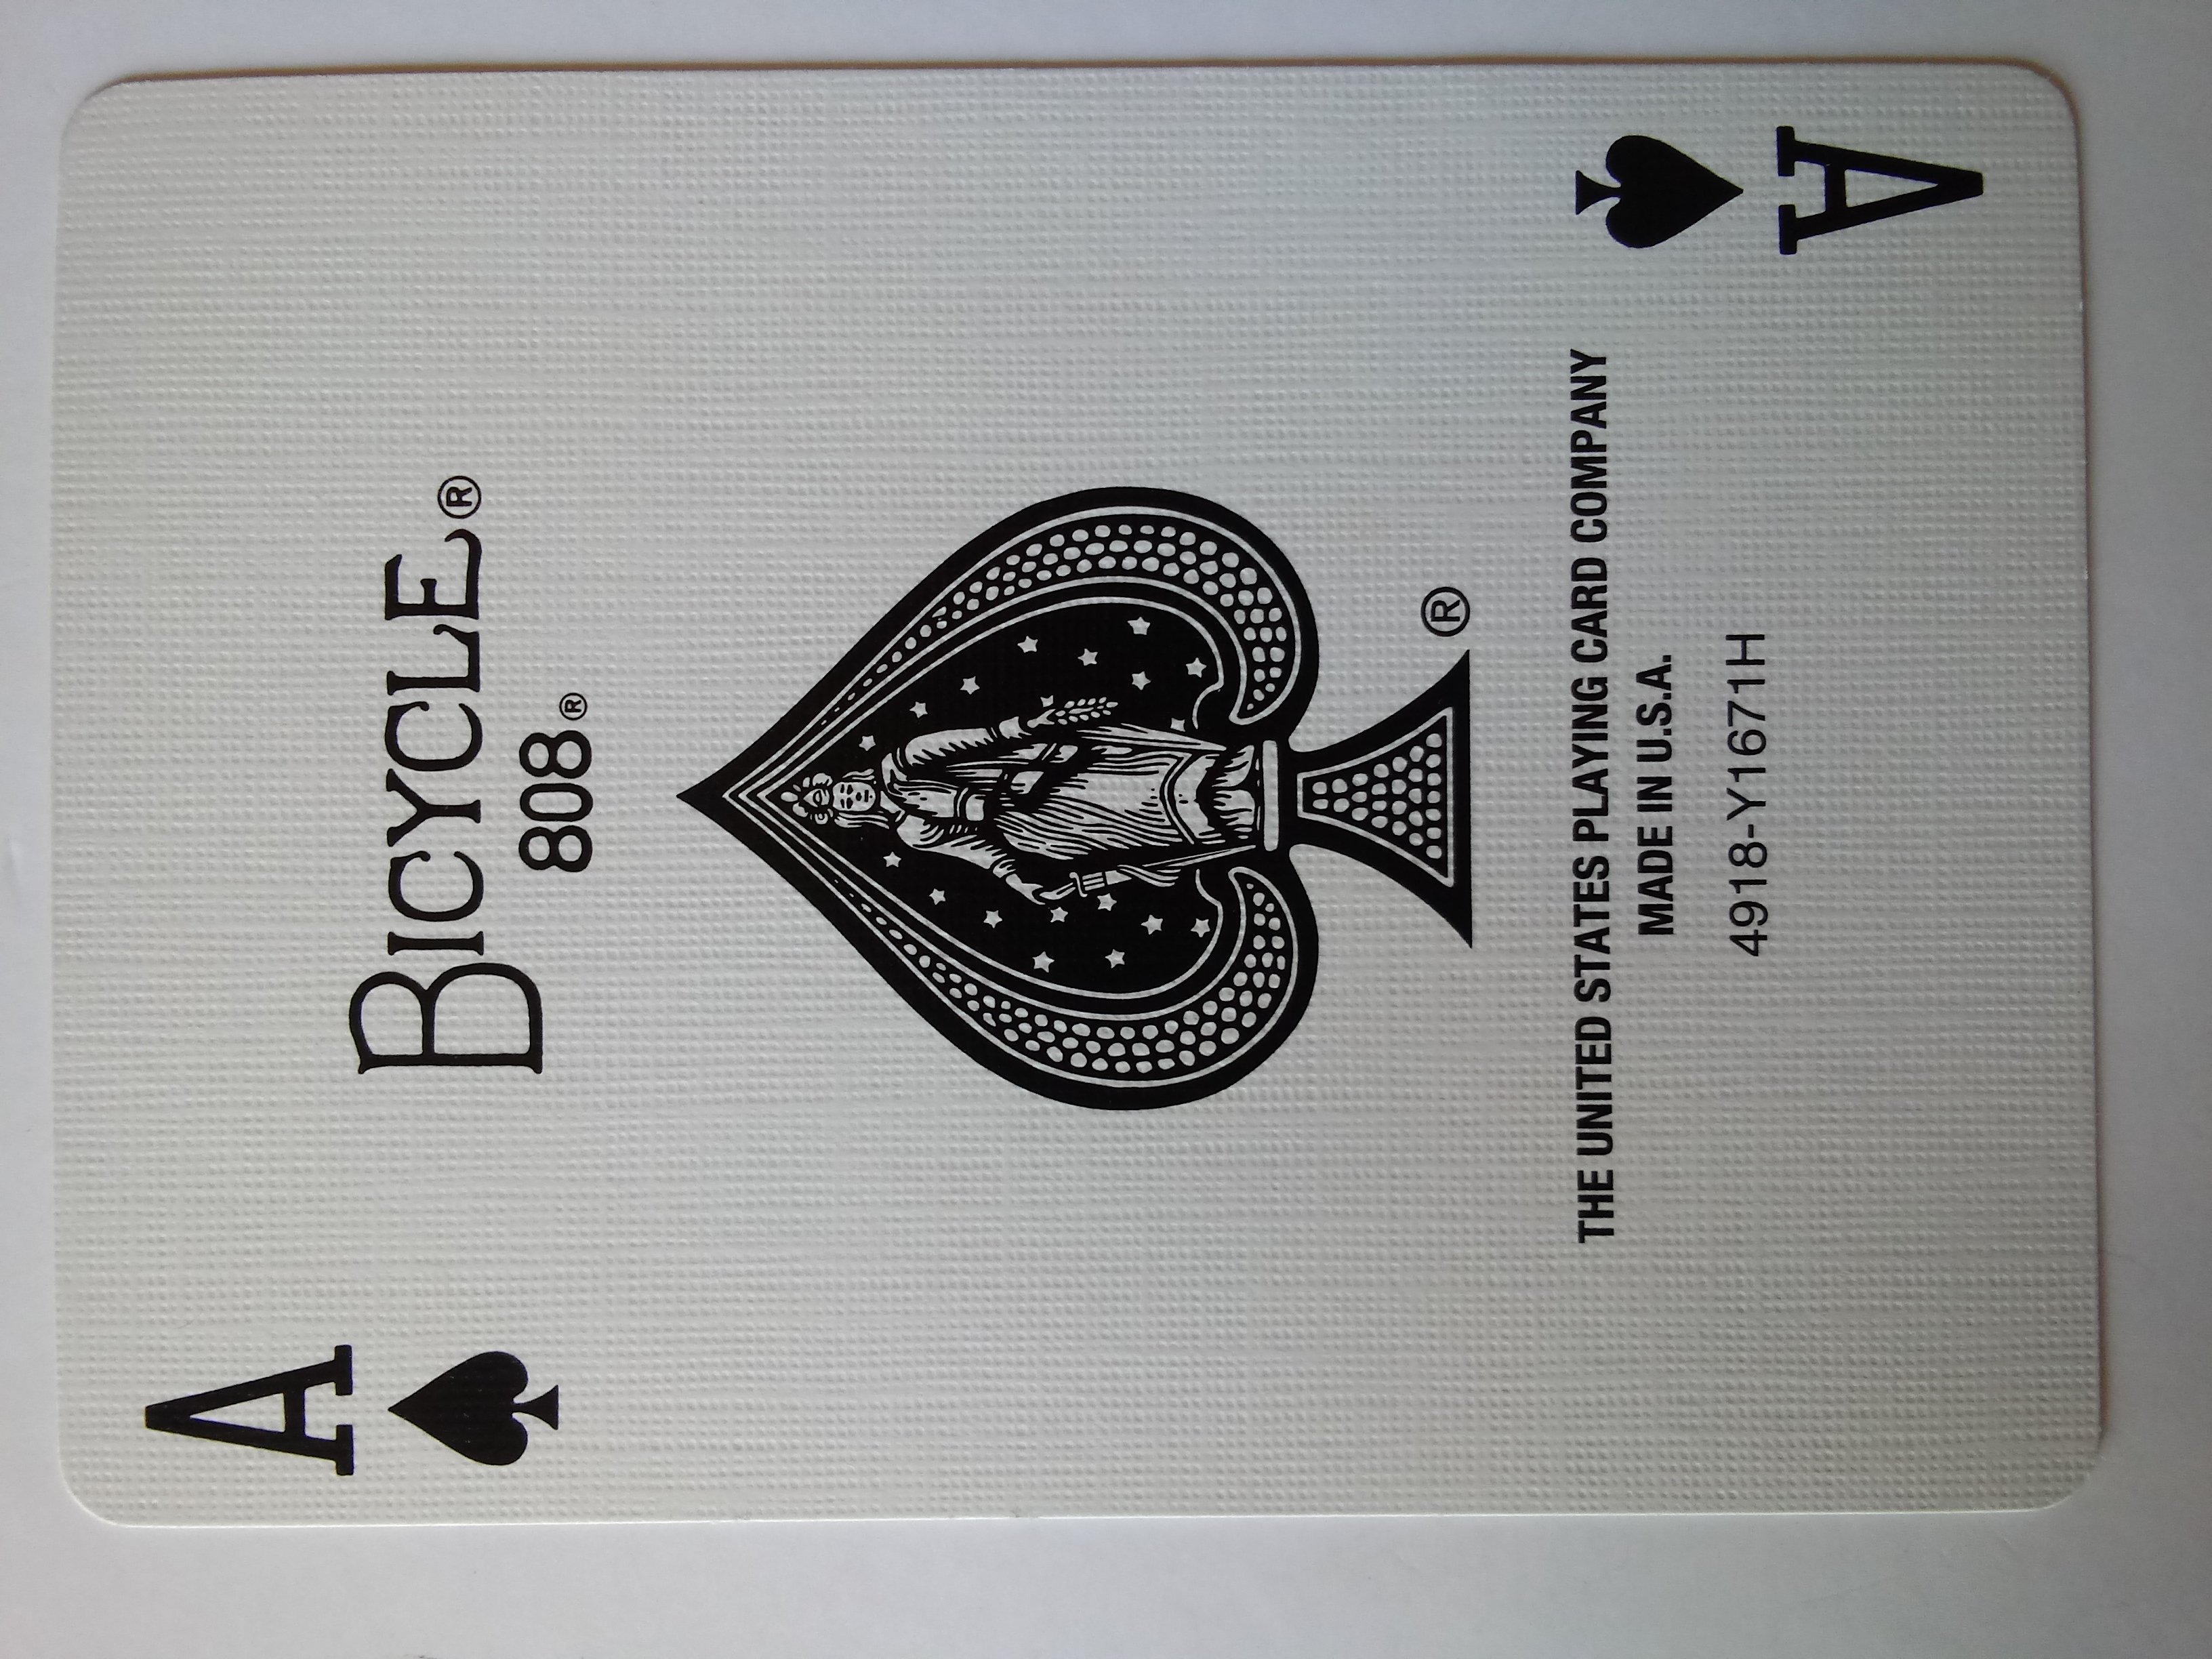 A
BICYCLE®
808®
®
THE UNITED STATES PLAYING CARD COMPANY
MADE IN U.S.A.
4918-Y1671H
A